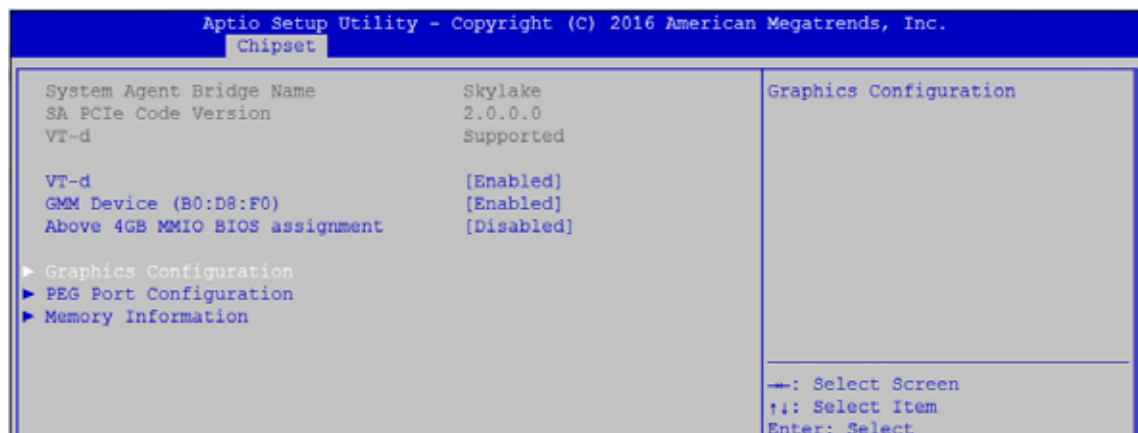 Aptio Setup Utility - Copyright (C) 2016 American Megatrends, Inc.
Chipset
System Agent Bridge Name Skylake
SA PCIe Code Version 2.0.0.0
VT-d Supported
VT-d [Enabled]
GMM Device (B0:D8:F0) [Enabled]
Above 4GB MMIO BIOS assignment [Disabled]
► Graphics Configuration
► PEG Port Configuration
► Memory Information
Graphics Configuration
→←: Select Screen
↑↓: Select Item
Enter: Select